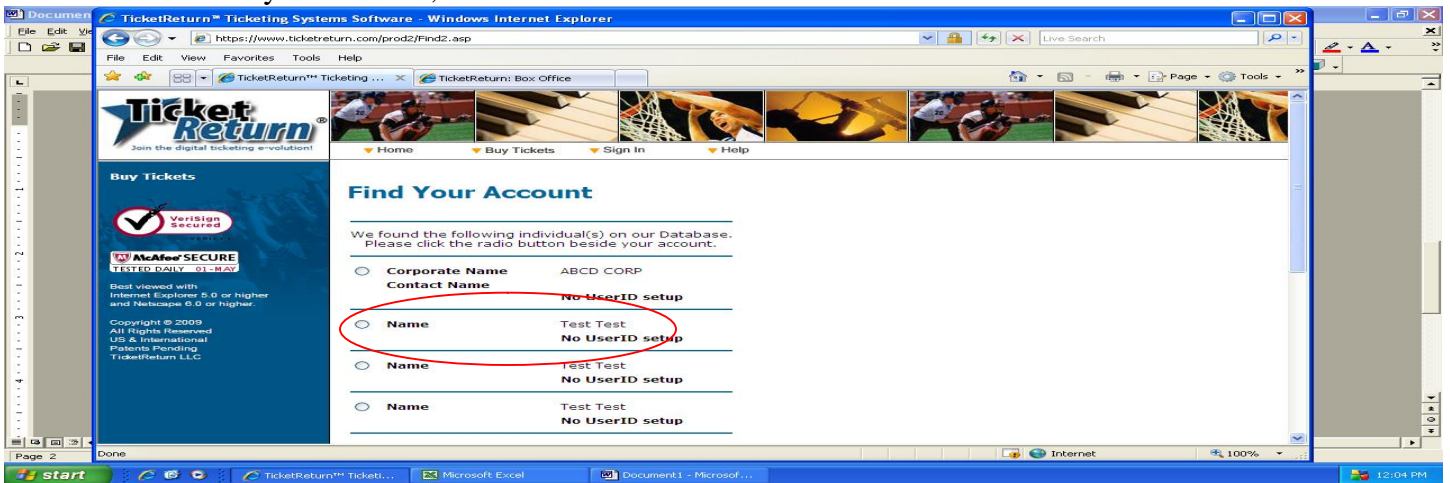 Documen
TicketReturn™ Ticketing Systems Software - Windows Internet Explorer
File Edit Vie
https://www.ticketreturn.com/prod2/Find2.asp
Live Search
File Edit View Favorites Tools Help
TicketReturn™ Ticketing ...
TicketReturn: Box Office
Page
Tools
Ticket
Return®
Join the digital ticketing e-volution!
Home Buy Tickets Sign In Help
Buy Tickets
VeriSign
Secured
McAfee SECURE
TESTED DAILY 01-MAY
Best viewed with
Internet Explorer 5.0 or higher
and Netscape 6.0 or higher.
Copyright © 2009
All Rights Reserved
US & International
Patents Pending
TicketReturn LLC
Find Your Account
We found the following individual(s) on our Database.
Please click the radio button beside your account.
Corporate Name ABCD CORP
Contact Name
No UserID setup
Name Test Test
No UserID setup
Name Test Test
No UserID setup
Name Test Test
No UserID setup
Page 2
Done
Internet
100%
start
TicketReturn™ Ticketi...
Microsoft Excel
Document1 - Microsof...
12:04 PM